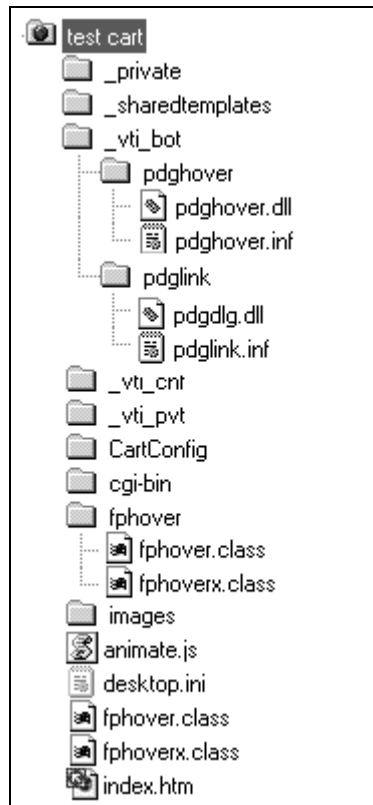 test cart
_private
_sharedtemplates
_vti_bot
pdghover
pdghover.dll
pdghover.inf
pdglink
pdgdlg.dll
pdglink.inf
_vti_cnf
_vti_pvt
CartConfig
cgi-bin
fphover
fphover.class
fphoverx.class
images
animate.js
desktop.ini
fphover.class
fphoverx.class
index.htm